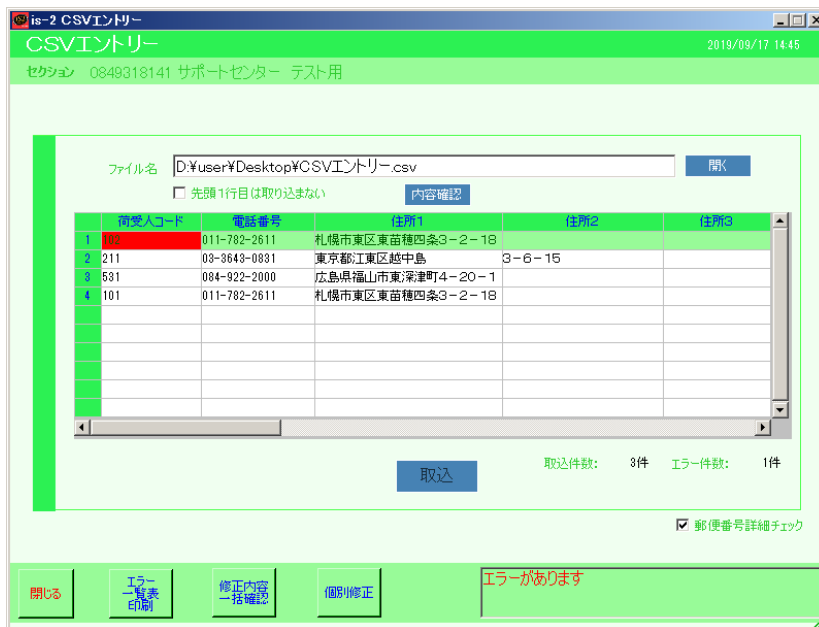 is-2 CSVエントリー
CSVエントリー 2019/09/17 14:45
セクション 0849318141 サポートセンター テスト用
ファイル名 D:¥user¥Desktop¥CSVエントリー.csv 開く
先頭1行目は取り込まない 内容確認
荷受人コード 電話番号 住所1 住所2 住所3
1 102 011-782-2611 札幌市東区東苗穂四条3-2-18
2 211 03-3643-0831 東京都江東区越中島 3-6-15
3 531 084-922-2000 広島県福山市東深津町4-20-1
4 101 011-782-2611 札幌市東区東苗穂四条3-2-18
取込 取込件数: 3件 エラー件数: 1件
郵便番号詳細チェック
閉じる エラー一覧表印刷 修正内容一括確認 個別修正 エラーがあります